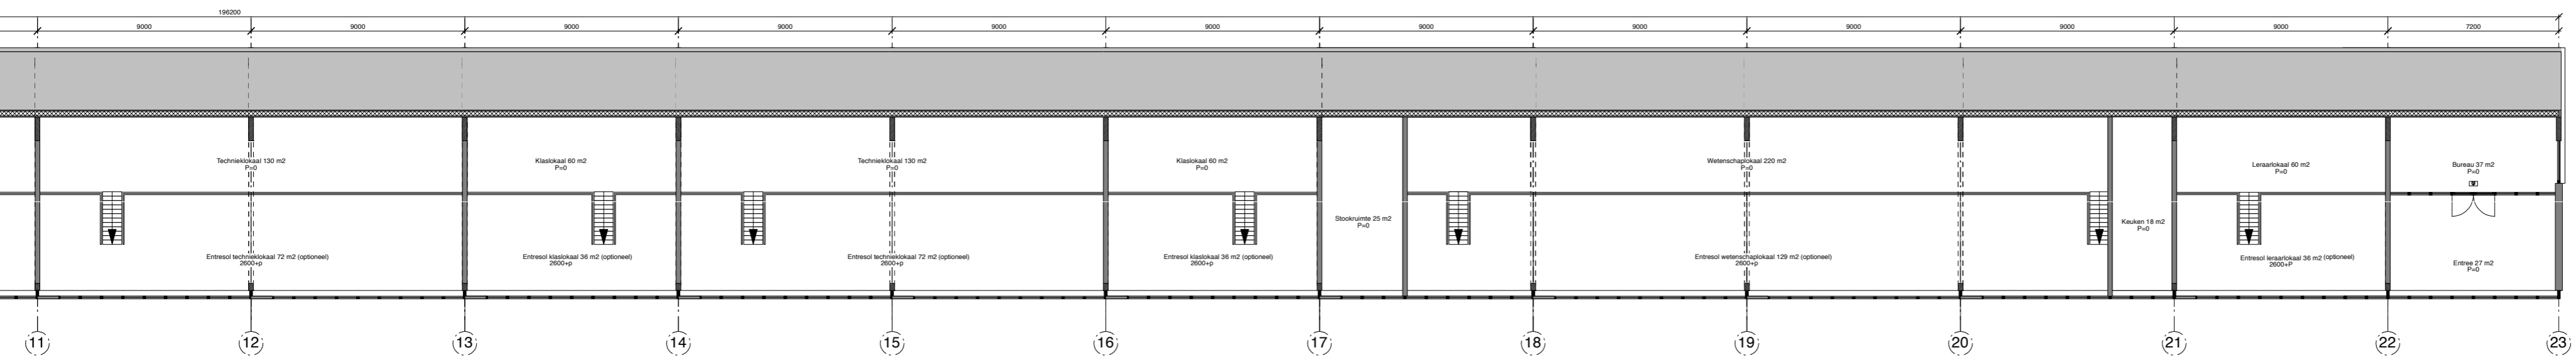 196200
9000 9000 9000 9000 9000 9000 9000 9000 9000 9000 9000 7200
Technieklokaal 130 m2
P=0
Klaslokaal 60 m2
P=0
Technieklokaal 130 m2
P=0
Klaslokaal 60 m2
P=0
Wetenschaplokaal 220 m2
P=0
Leraarlokaal 60 m2
P=0
Bureau 37 m2
P=0
Stookruimte 25 m2
P=0
Keuken 18 m2
P=0
Entresol technieklokaal 72 m2 (optioneel)
2600+p
Entresol klaslokaal 36 m2 (optioneel)
2600+p
Entresol technieklokaal 72 m2 (optioneel)
2600+p
Entresol klaslokaal 36 m2 (optioneel)
2600+p
Entresol wetenschaplokaal 129 m2 (optioneel)
2600+p
Entresol leraarlokaal 36 m2 (optioneel)
2600+P
Entree 27 m2
P=0
11 12 13 14 15 16 17 18 19 20 21 22 23